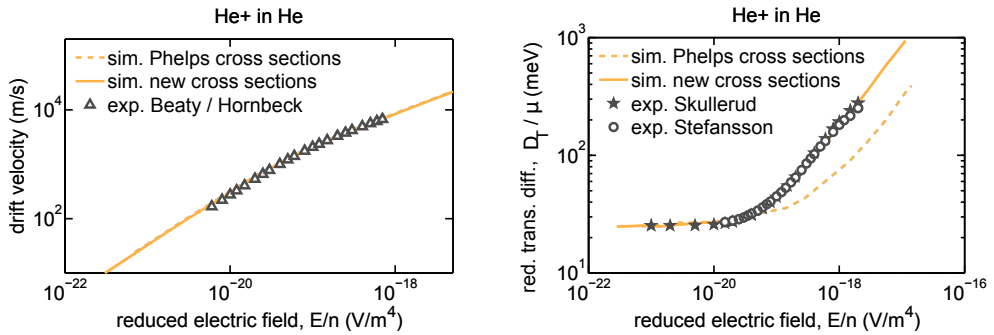 He+ in He
sim. Phelps cross sections
sim. new cross sections
exp. Beaty / Hornbeck
drift velocity (m/s)
10^4
10^2
10^−22
10^−20
10^−18
reduced electric field, E/n (V/m^4)
He+ in He
sim. Phelps cross sections
sim. new cross sections
exp. Skullerud
exp. Stefansson
red. trans. diff., D_T / μ (meV)
10^3
10^2
10^1
10^−22
10^−20
10^−18
10^−16
reduced electric field, E/n (V/m^4)